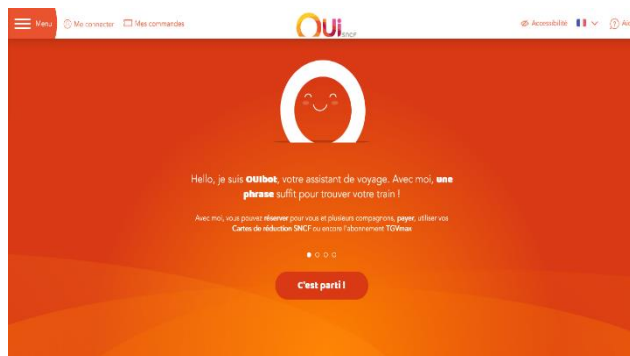 Menu
Me connecter
Mes commandes
OUi
SNCF
Accessibilité
Hello, je suis OUIbot, votre assistant de voyage. Avec moi, une
phrase suffit pour trouver votre train !
Avec moi, vous pouvez réserver pour vous et plusieurs compagnons, payer, utiliser vos
Cartes de réduction SNCF ou encore l'abonnement TGVmax
C'est parti !